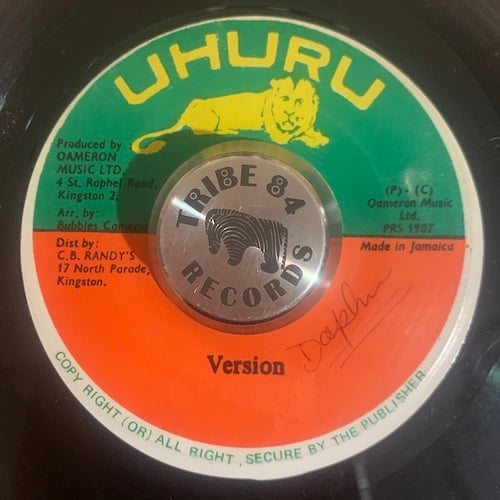 UHURU
Produced by
OAMERON
MUSIC LTD.
4 St. Raphel Road,
Kingston 2,
Arr. by:
Bubbles Cameron
Dist by:
C.B. RANDY'S
17 North Parade,
Kingston.
TRIBE 84
RECORDS
(P) - (C)
Oameron Music
Ltd.
PRS 1987
Made in Jamaica
Version
COPY RIGHT (OR) ALL RIGHT, SECURE BY THE PUBLISHER